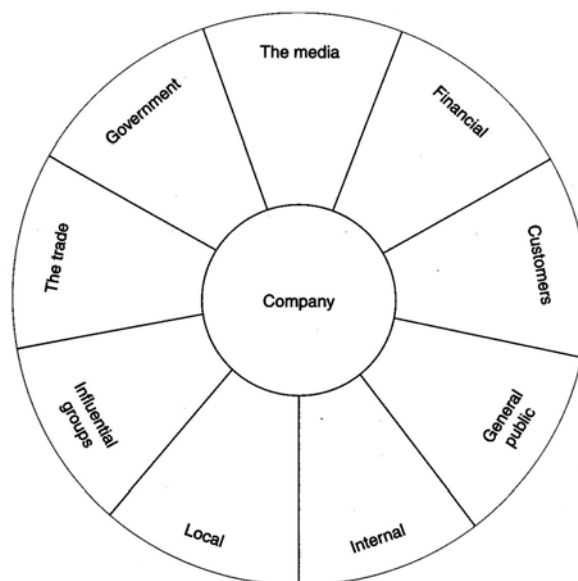 The media
Financial
Customers
General
public
Internal
Local
Influential
groups
The trade
Government
Company